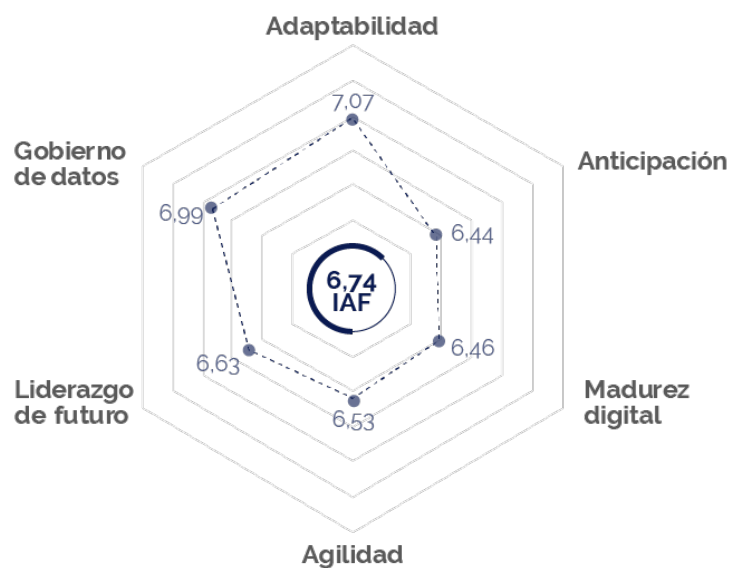 Adaptabilidad
7,07
Gobierno
de datos
Anticipación
6,99
6,44
6,74
IAF
6,46
6,63
6,53
Liderazgo
de futuro
Madurez
digital
Agilidad